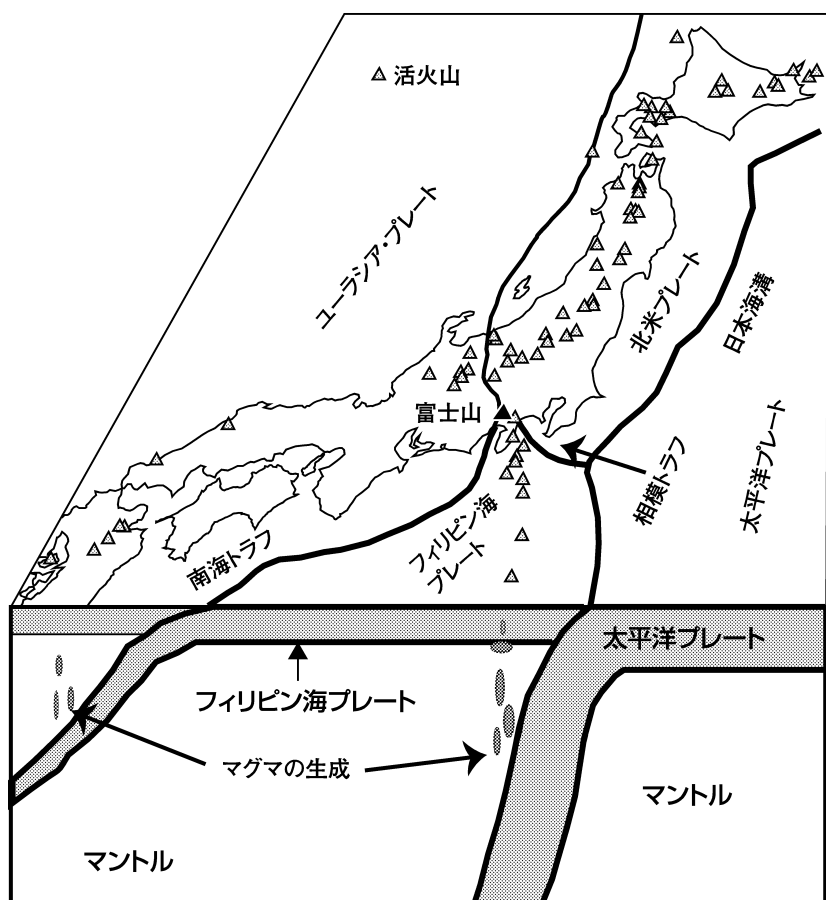 活火山
ユーラシア・プレート
北米プレート
日本海溝
富士山
相模トラフ
太平洋プレート
フィリピン海
プレート
南海トラフ
太平洋プレート
フィリピン海プレート
マグマの生成
マントル
マントル